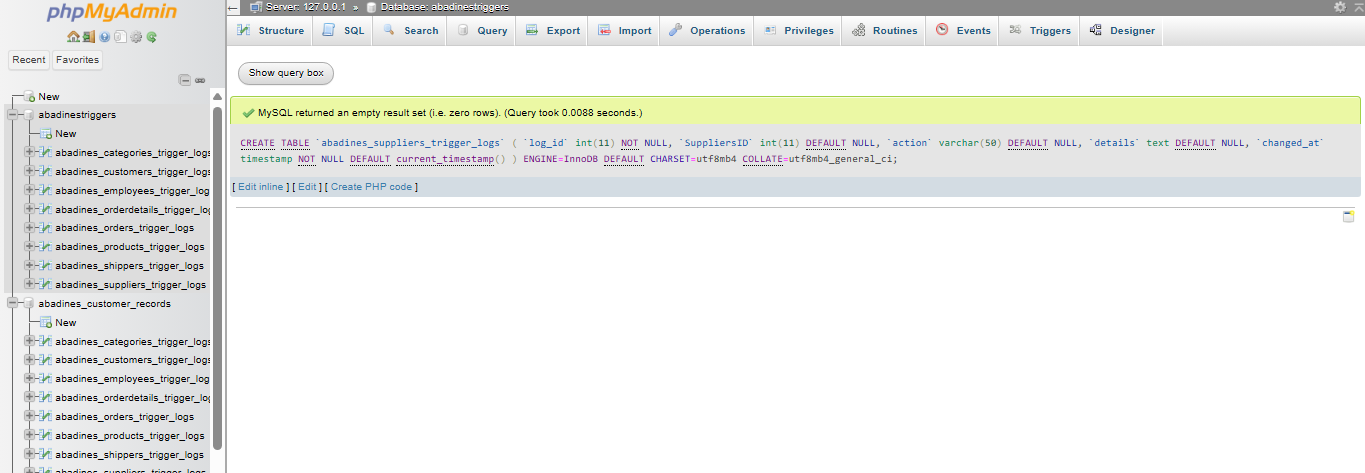 phpMyAdmin
Recent Favorites
New
abadinestriggers
New
abadines_categories_trigger_logs
abadines_customers_trigger_logs
abadines_employees_trigger_log
abadines_orderdetails_trigger_log
abadines_orders_trigger_logs
abadines_products_trigger_logs
abadines_shippers_trigger_logs
abadines_suppliers_trigger_logs
abadines_customer_records
New
abadines_categories_trigger_logs
abadines_customers_trigger_logs
abadines_employees_trigger_log
abadines_orderdetails_trigger_log
abadines_orders_trigger_logs
abadines_products_trigger_logs
abadines_shippers_trigger_logs
abadines_suppliers_trigger_logs
Server: 127.0.0.1 » Database: abadinestriggers
Structure SQL Search Query Export Import Operations Privileges Routines Events Triggers Designer
Show query box
MySQL returned an empty result set (i.e. zero rows). (Query took 0.0088 seconds.)
CREATE TABLE `abadines_suppliers_trigger_logs` ( `log_id` int(11) NOT NULL, `SuppliersID` int(11) DEFAULT NULL, `action` varchar(50) DEFAULT NULL, `details` text DEFAULT NULL, `changed_at`
timestamp NOT NULL DEFAULT current_timestamp() ) ENGINE=InnoDB DEFAULT CHARSET=utf8mb4 COLLATE=utf8mb4_general_ci;
[ Edit inline ] [ Edit ] [ Create PHP code ]